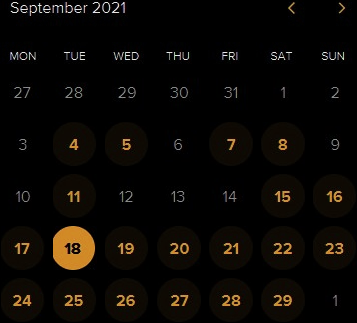 September 2021
MON TUE WED THU FRI SAT SUN
27 28 29 30 31 1 2
3 4 5 6 7 8 9
10 11 12 13 14 15 16
17 18 19 20 21 22 23
24 25 26 27 28 29 1